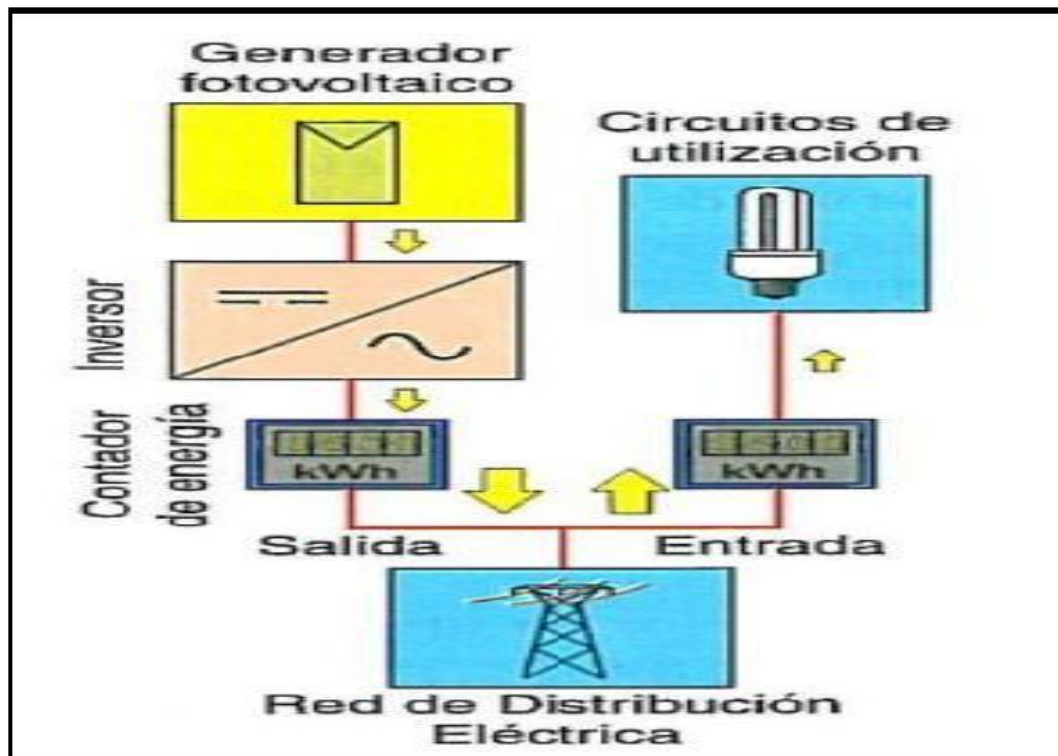 Generador
fotovoltaico
Circuitos de
utilización
Inversor
Contador
de energía
kWh
kWh
Salida
Entrada
Red de Distribución
Eléctrica